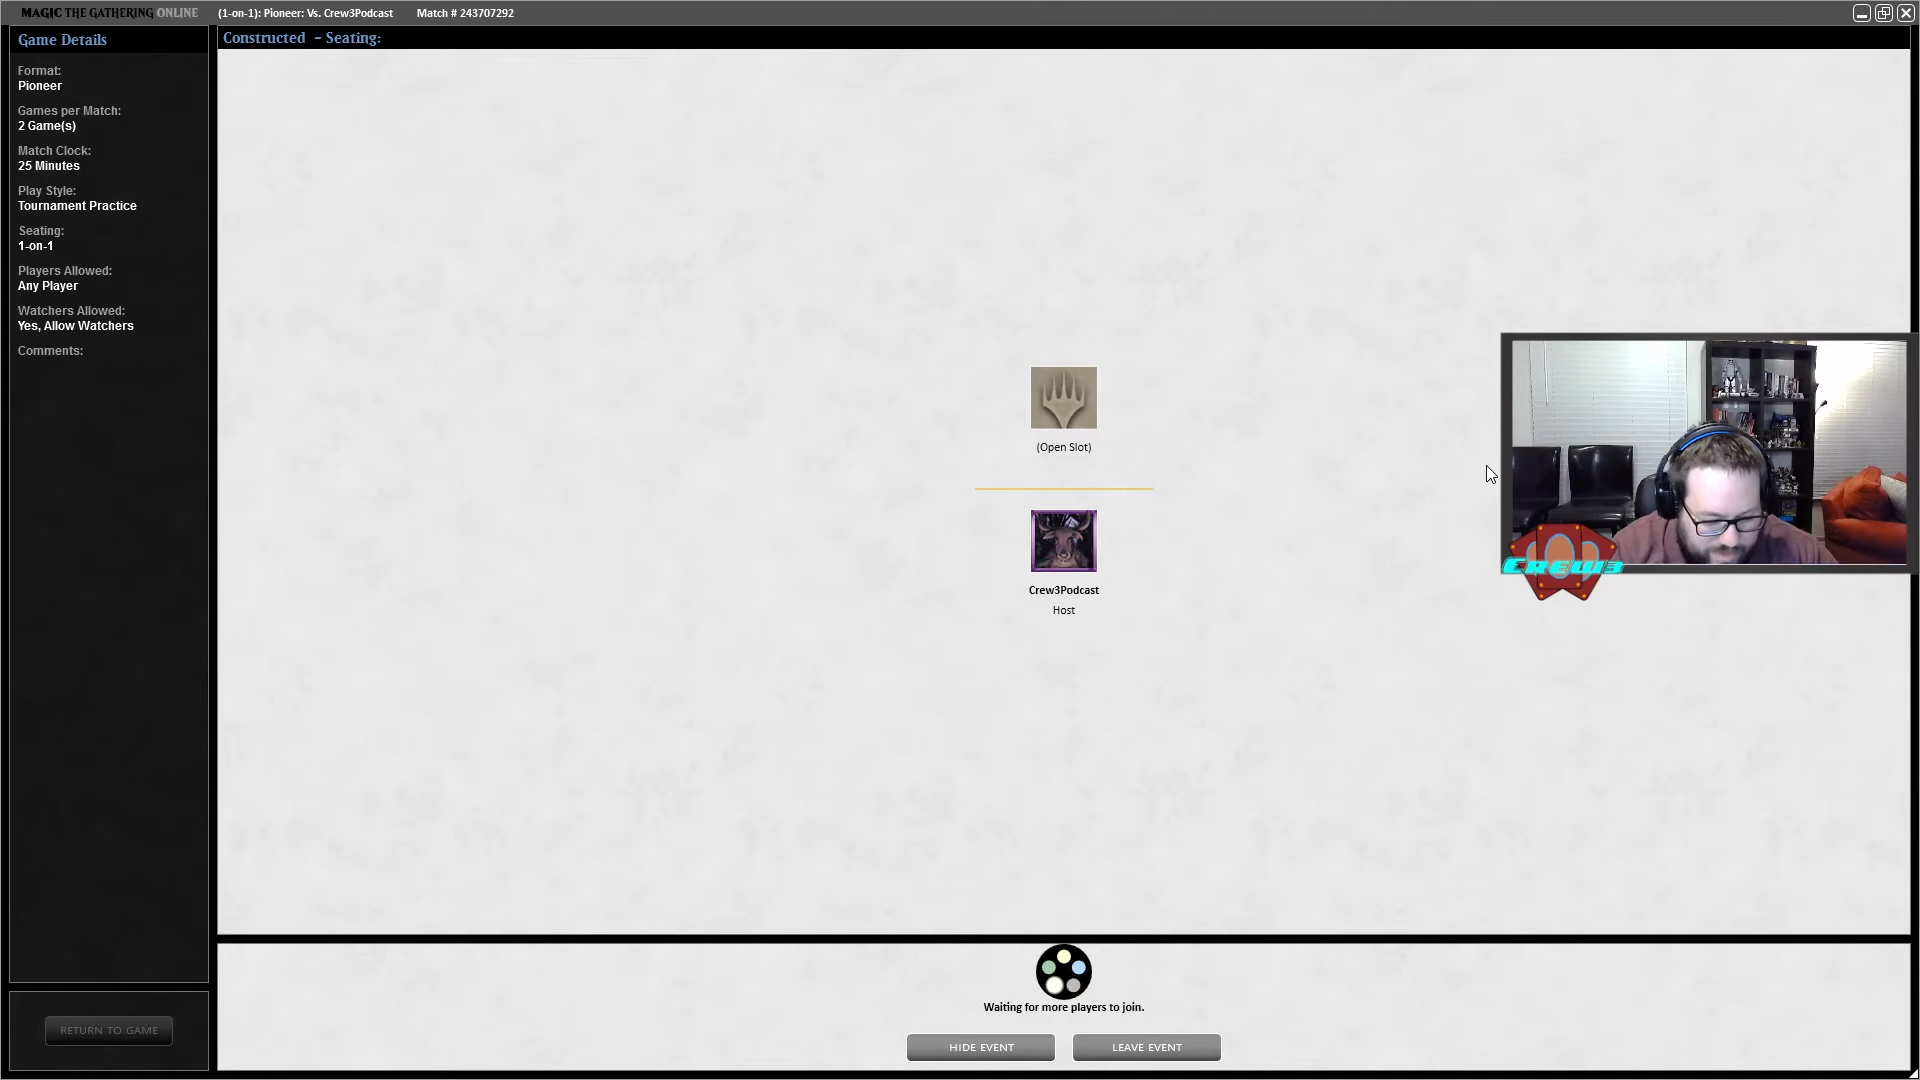 MAGIC THE GATHERING ONLINE
(1-on-1): Pioneer: Vs. Crew3Podcast
Match # 243707292
Game Details
Constructed - Seating:
Format:
Pioneer
Games per Match:
2 Game(s)
Match Clock:
25 Minutes
Play Style:
Tournament Practice
Seating:
1-on-1
Players Allowed:
Any Player
Watchers Allowed:
Yes, Allow Watchers
Comments:
(Open Slot)
Crew3Podcast
Host
CREW3
Waiting for more players to join.
RETURN TO GAME
HIDE EVENT
LEAVE EVENT